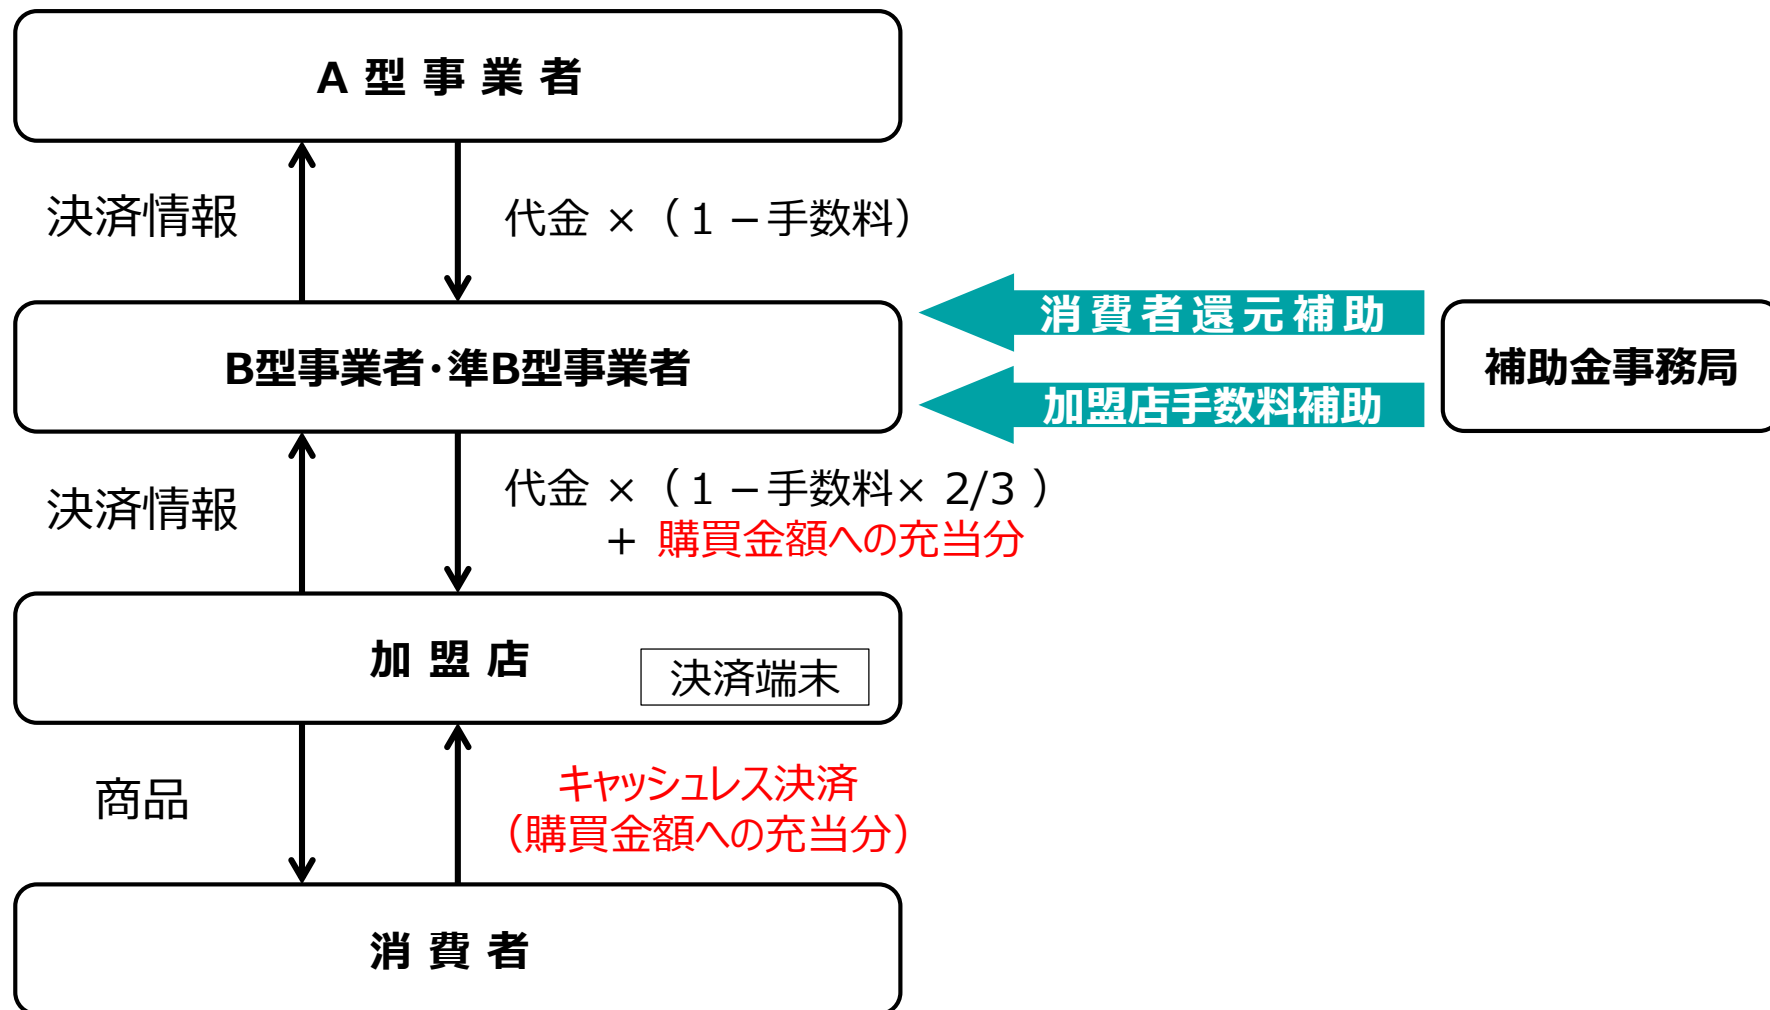 A型事業者
決済情報
代金 ×（１－手数料）
消費者還元補助
B型事業者・準B型事業者
補助金事務局
加盟店手数料補助
決済情報
代金 ×（１－手数料× 2/3 ）
+ 購買金額への充当分
加盟店
決済端末
商品
キャッシュレス決済
（購買金額への充当分）
消費者